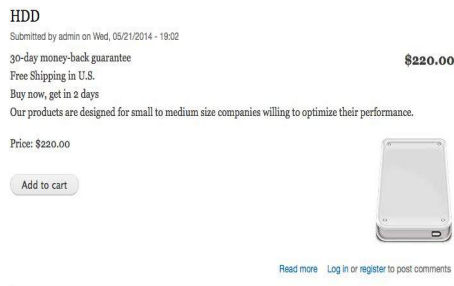 HDD
Submitted by admin on Wed, 05/21/2014 - 19:02
30-day money-back guarantee
$220.00
Free Shipping in U.S.
Buy now, get in 2 days
Our products are designed for small to medium size companies willing to optimize their performance.
Price: $220.00
Add to cart
Read more Log in or register to post comments